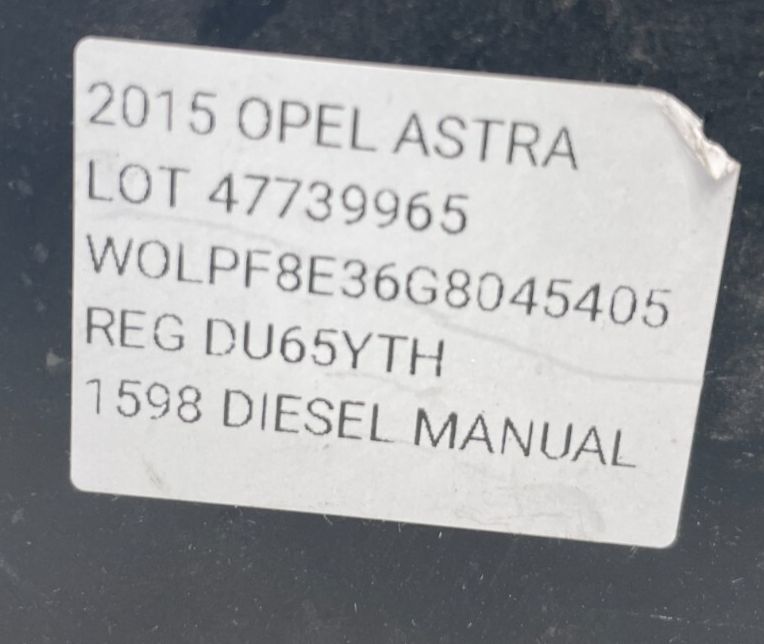 2015 OPEL ASTRA
LOT 47739965
WOLPF8E36G8045405
REG DU65YTH
1598 DIESEL MANUAL